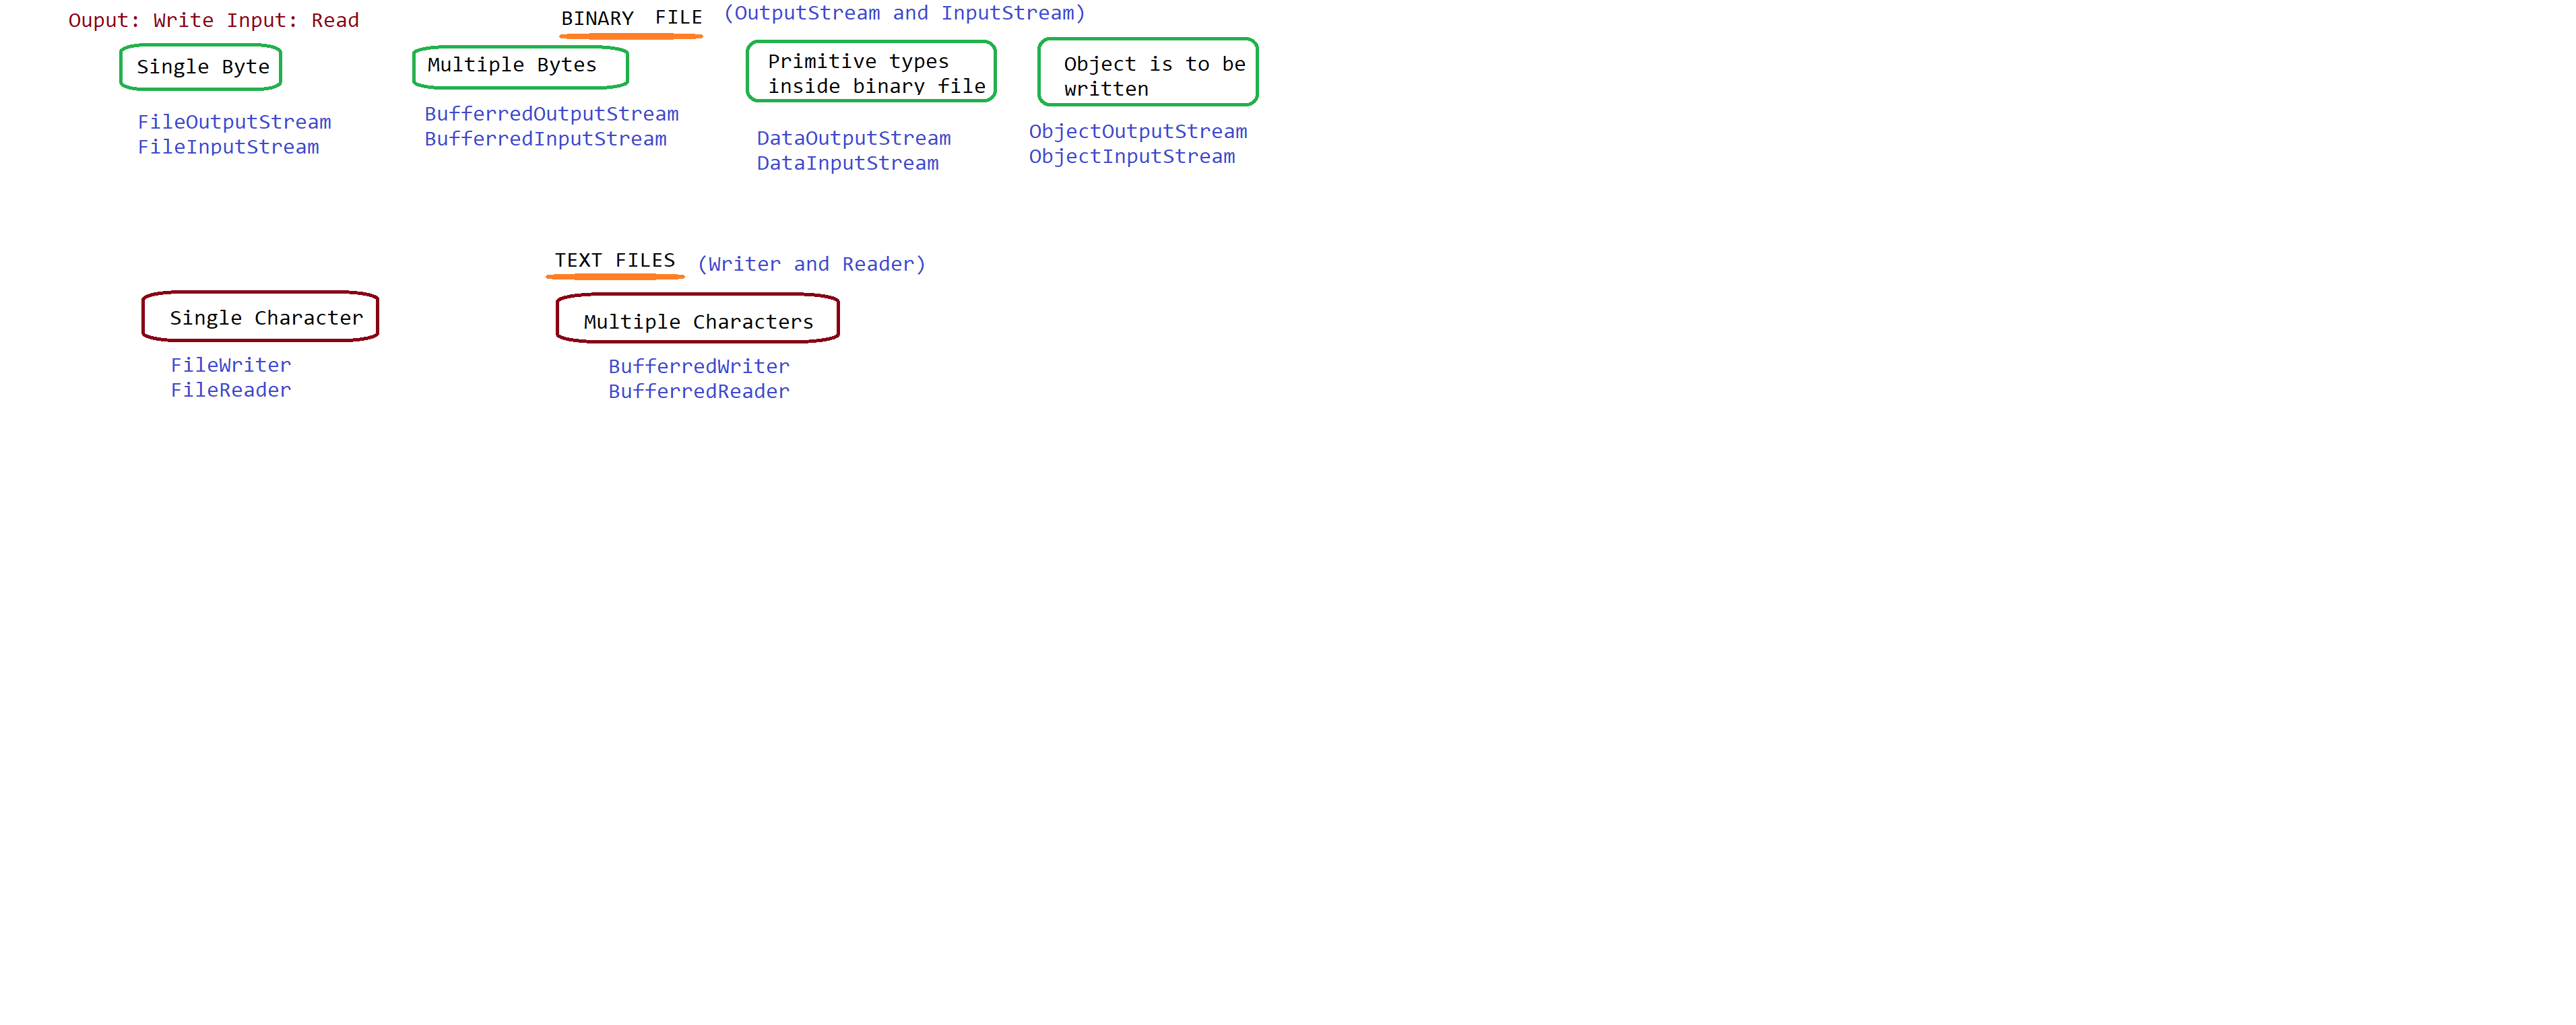 Ouput: Write Input: Read
BINARY FILE (OutputStream and InputStream)
Single Byte
FileOutputStream
FileInputStream
Multiple Bytes
BufferredOutputStream
BufferredInputStream
Primitive types
inside binary file
DataOutputStream
DataInputStream
Object is to be
written
ObjectOutputStream
ObjectInputStream
TEXT FILES (Writer and Reader)
Single Character
FileWriter
FileReader
Multiple Characters
BufferredWriter
BufferredReader